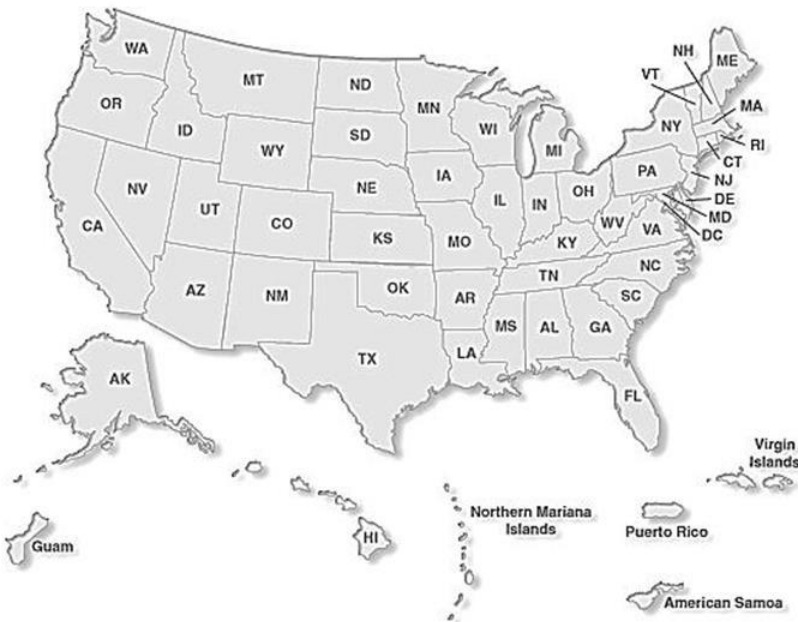 WA
MT
ND
MN
OR
ID
WY
SD
WI
MI
NH
VT
ME
MA
NY
RI
CT
PA
NJ
DE
MD
DC
NV
UT
CO
NE
IA
IL
IN
OH
WV
VA
CA
KS
MO
KY
AZ
NM
OK
AR
TN
NC
SC
TX
LA
MS
AL
GA
FL
AK
HI
Guam
Northern Mariana
Islands
Virgin
Islands
Puerto Rico
American Samoa